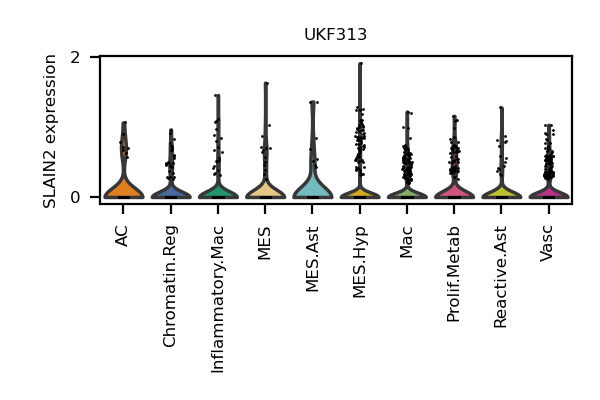 UKF313
SLAIN2 expression
2
0
AC
Chromatin.Reg
Inflammatory.Mac
MES
MES.Ast
MES.Hyp
Mac
Prolif.Metab
Reactive.Ast
Vasc